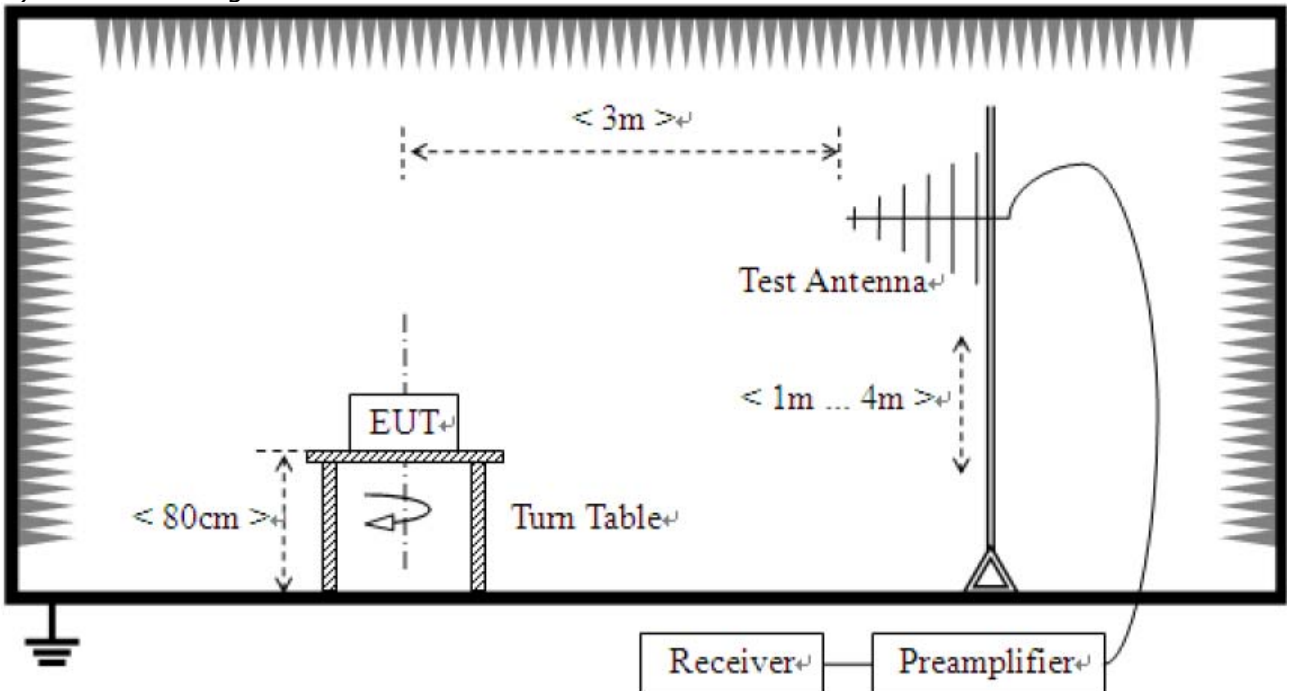 < 3m >↵
Test Antenna↵
< 1m ... 4m >↵
EUT↵
< 80cm >↵
Turn Table↵
Receiver↵
Preamplifier↵